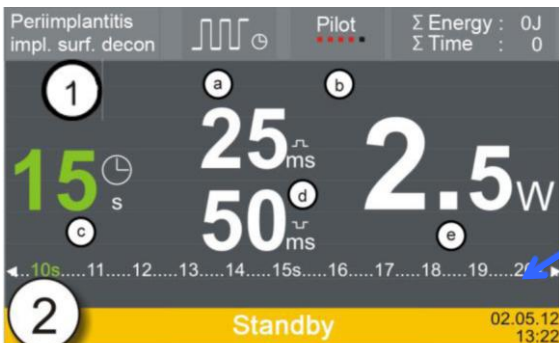 Periimplantitis
impl. surf. decon
Pilot
Σ Energy : 0J
Σ Time : 0
1
a
b
25 ms
15 s
2.5W
50 ms
c
d
e
..10s.....11.....12.....13.....14.....15s.....16.....17.....18.....19.....20
2
Standby
02.05.12
13:22